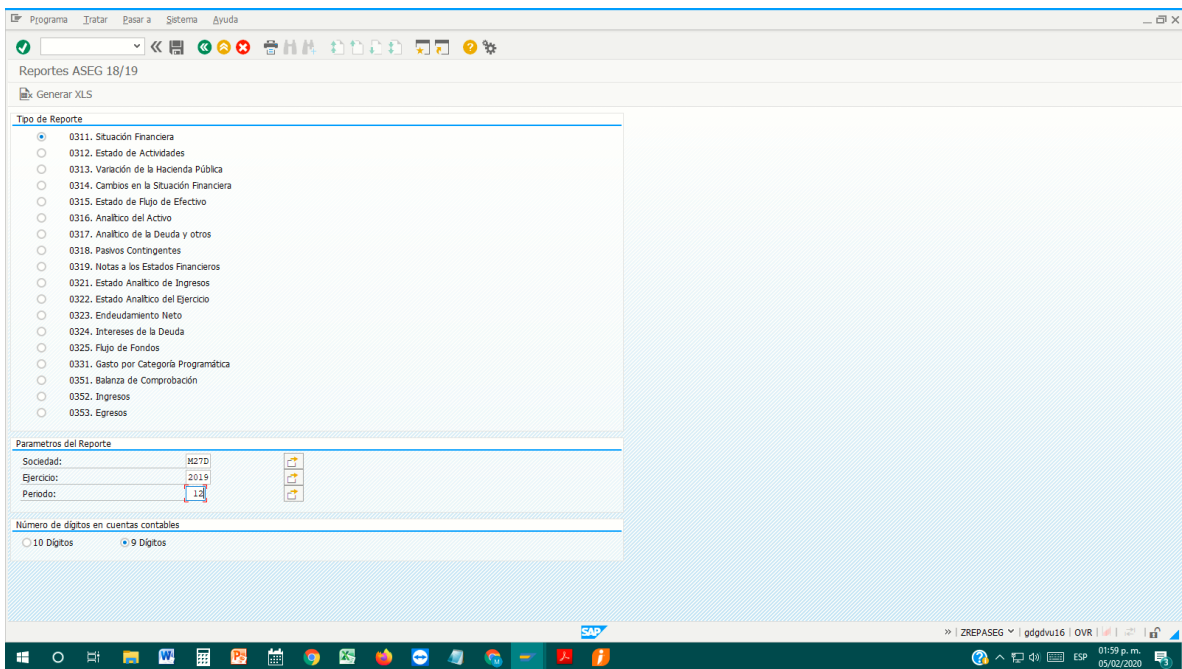 Programa Tratar Pasar a Sistema Ayuda
Reportes ASEG 18/19
Generar XLS
Tipo de Reporte
0311. Situación Financiera
0312. Estado de Actividades
0313. Variación de la Hacienda Pública
0314. Cambios en la Situación Financiera
0315. Estado de Flujo de Efectivo
0316. Analítico del Activo
0317. Analítico de la Deuda y otros
0318. Pasivos Contingentes
0319. Notas a los Estados Financieros
0321. Estado Analítico de Ingresos
0322. Estado Analítico del Ejercicio
0323. Endeudamiento Neto
0324. Intereses de la Deuda
0325. Flujo de Fondos
0331. Gasto por Categoría Programática
0351. Balanza de Comprobación
0352. Ingresos
0353. Egresos
Parametros del Reporte
Sociedad: M27D
Ejercicio: 2019
Periodo: 12
Número de dígitos en cuentas contables
10 Dígitos 9 Dígitos
SAP
ZREPASEG gdgdvu16 OVR
ESP 01:59 p. m.
05/02/2020
3